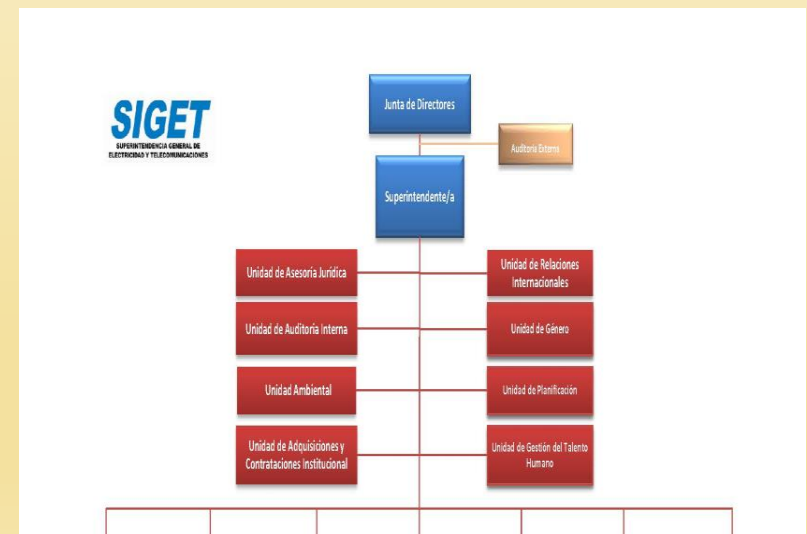 Junta de Directores
SIGET
SUPERINTENDENCIA GENERAL DE
ELECTRICIDAD Y TELECOMUNICACIONES
Auditoría Externa
Superintendente/a
Unidad de Asesoría Jurídica
Unidad de Relaciones
Internacionales
Unidad de Auditoría Interna
Unidad de Género
Unidad Ambiental
Unidad de Planificación
Unidad de Adquisiciones y
Contrataciones Institucional
Unidad de Gestión del Talento
Humano